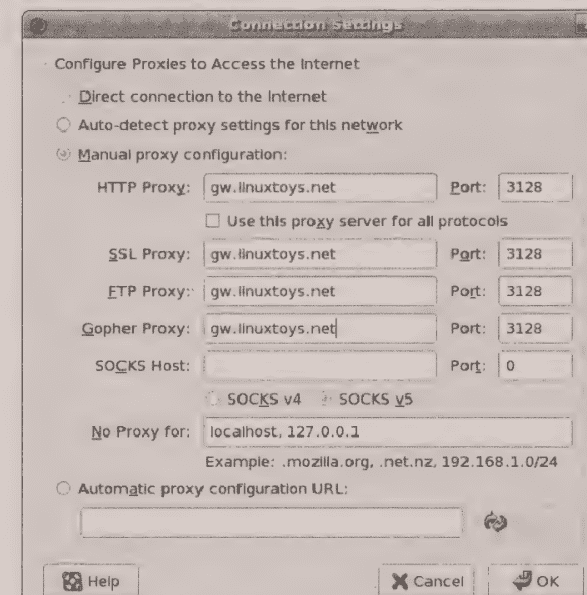 Connection Settings
Configure Proxies to Access the Internet
Direct connection to the Internet
Auto-detect proxy settings for this network
Manual proxy configuration:
HTTP Proxy: gw.linuxtoys.net Port: 3128
Use this proxy server for all protocols
SSL Proxy: gw.linuxtoys.net Port: 3128
FTP Proxy: gw.linuxtoys.net Port: 3128
Gopher Proxy: gw.linuxtoys.net Port: 3128
SOCKS Host: Port: 0
SOCKS v4 SOCKS v5
No Proxy for: localhost, 127.0.0.1
Example: .mozilla.org, .net.nz, 192.168.1.0/24
Automatic proxy configuration URL:
Help Cancel OK